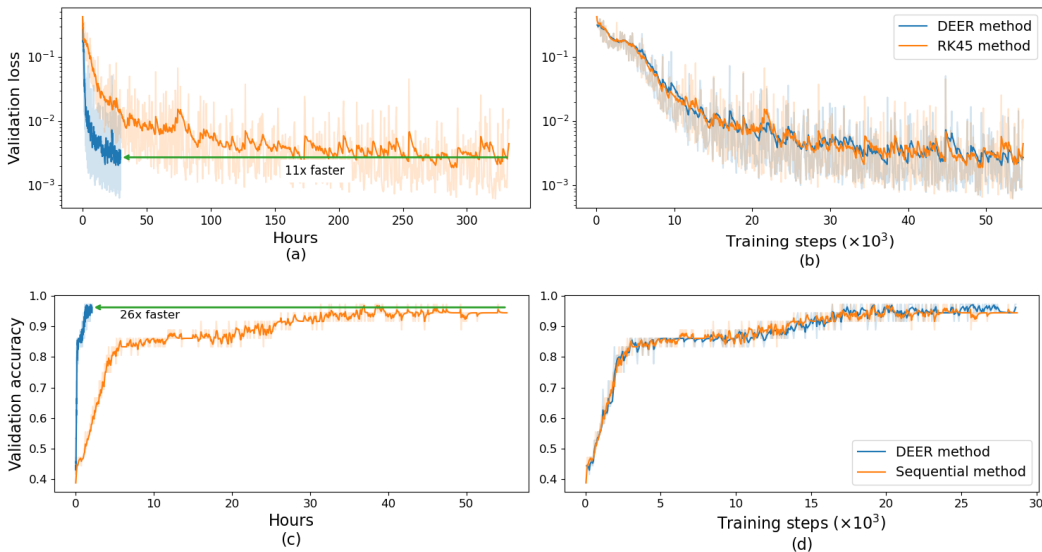 Validation loss
10⁻¹
10⁻²
10⁻³
11x faster
0 50 100 150 200 250 300
Hours
(a)
DEER method
RK45 method
10⁻¹
10⁻²
10⁻³
0 10 20 30 40 50
Training steps (×10³)
(b)
Validation accuracy
1.0
0.9
0.8
0.7
0.6
0.5
0.4
26x faster
0 10 20 30 40 50
Hours
(c)
1.0
0.9
0.8
0.7
0.6
0.5
0.4
DEER method
Sequential method
0 5 10 15 20 25 30
Training steps (×10³)
(d)